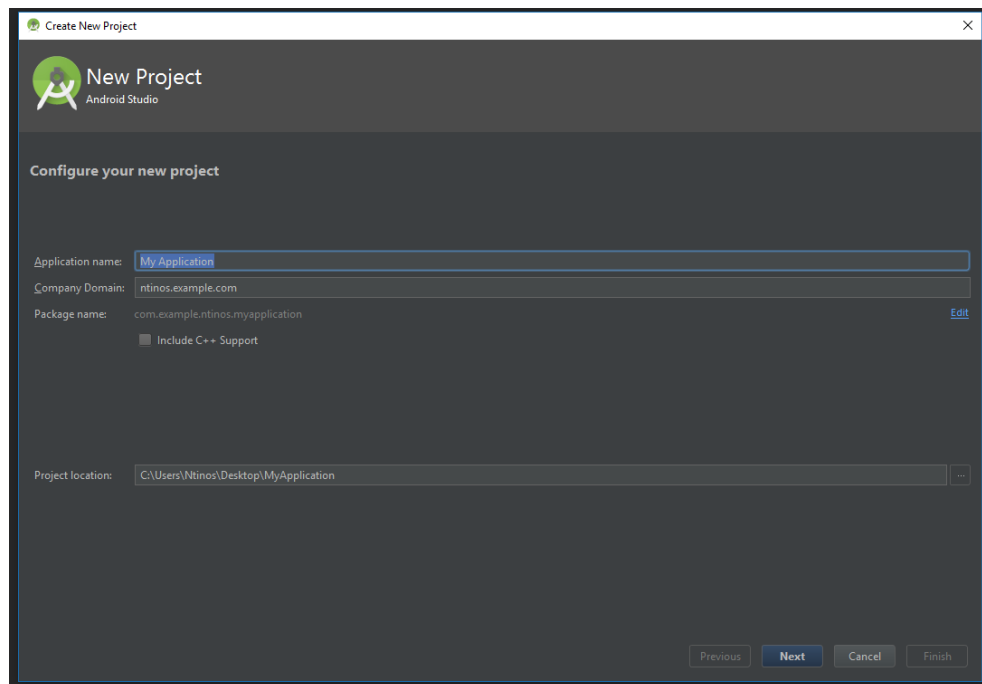 Create New Project
New Project
Android Studio
Configure your new project
Application name: My Application
Company Domain: ntinos.example.com
Package name: com.example.ntinos.myapplication Edit
Include C++ Support
Project location: C:\Users\Ntinos\Desktop\MyApplication ...
Previous Next Cancel Finish